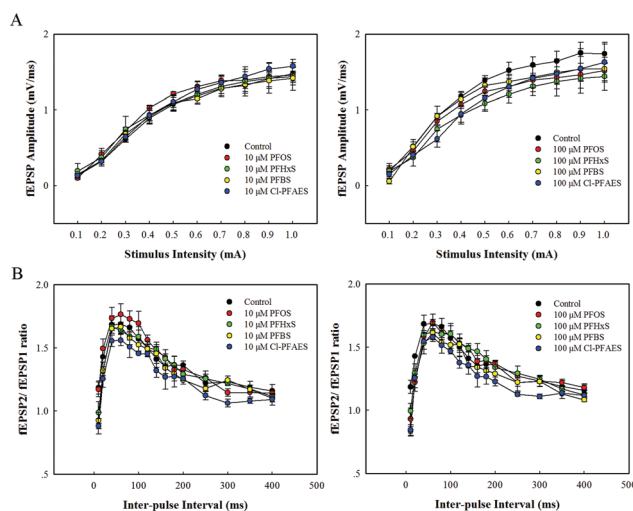 A
fEPSP Amplitude (mV/ms)
2
1
0
Control
10 µM PFOS
10 µM PFHxS
10 µM PFBS
10 µM Cl-PFAES
0.1 0.2 0.3 0.4 0.5 0.6 0.7 0.8 0.9 1.0
Stimulus Intensity (mA)
fEPSP Amplitude (mV/ms)
2
1
0
Control
100 µM PFOS
100 µM PFHxS
100 µM PFBS
100 µM Cl-PFAES
0.1 0.2 0.3 0.4 0.5 0.6 0.7 0.8 0.9 1.0
Stimulus Intensity (mA)
B
fEPSP2/ fEPSP1 ratio
2.0
1.5
1.0
.5
Control
10 µM PFOS
10 µM PFHxS
10 µM PFBS
10 µM Cl-PFAES
0 100 200 300 400 500
Inter-pulse Interval (ms)
fEPSP2/ fEPSP1 ratio
2.0
1.5
1.0
.5
Control
100 µM PFOS
100 µM PFHxS
100 µM PFBS
100 µM Cl-PFAES
0 100 200 300 400 500
Inter-pulse Interval (ms)